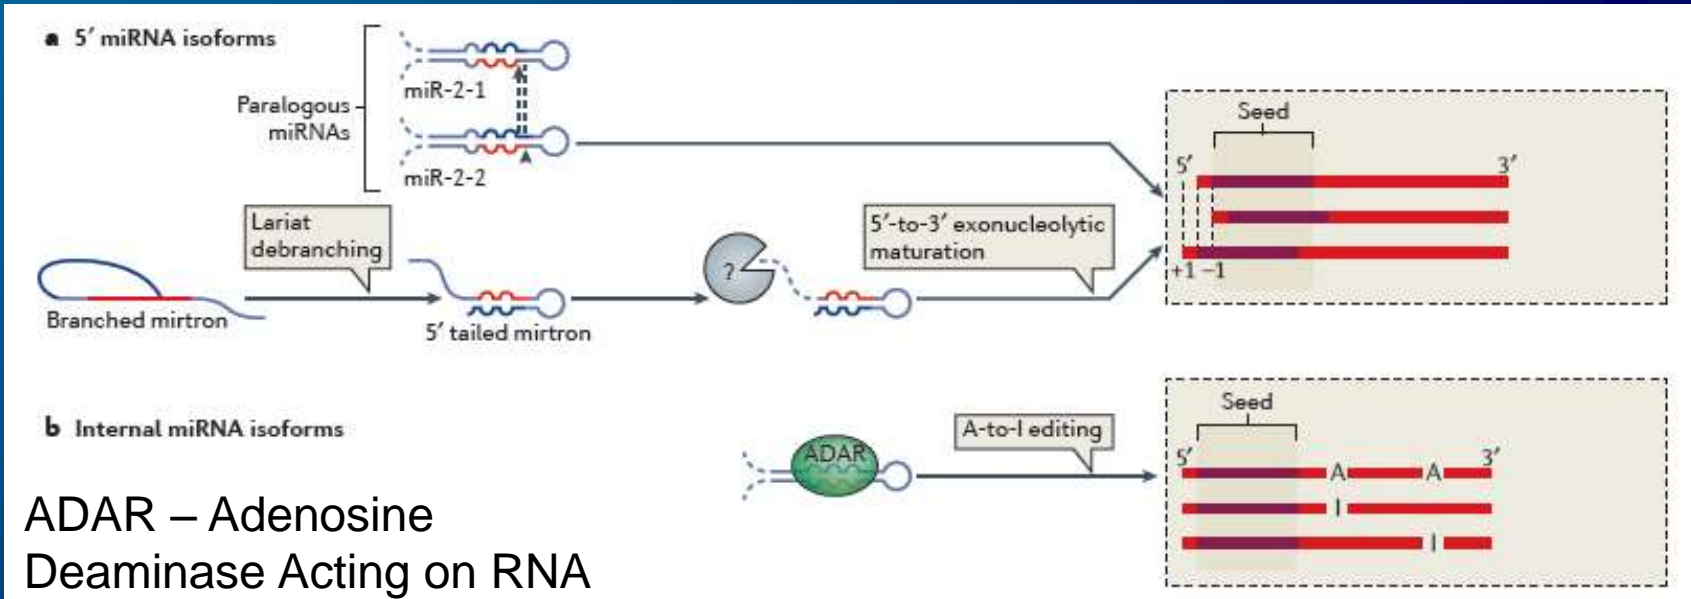 a 5′ miRNA isoforms
miR-2-1
Paralogous
miRNAs
miR-2-2
Seed
5′ 3′
+1 –1
Lariat
debranching
5′-to-3′ exonucleolytic
maturation
?
Branched mirtron
5′ tailed mirtron
b Internal miRNA isoforms
ADAR
A-to-I editing
Seed
5′ 3′
A A
I
I
ADAR – Adenosine
Deaminase Acting on RNA